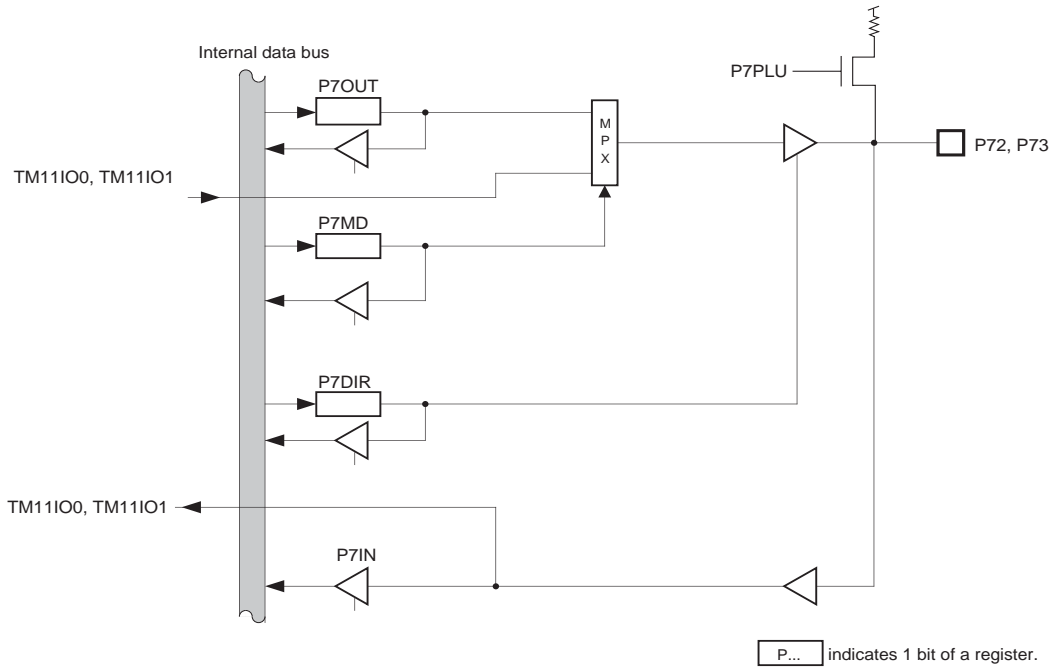 Internal data bus
P7PLU
P7OUT
M
P
X
P72, P73
TM11IO0, TM11IO1
P7MD
P7DIR
TM11IO0, TM11IO1
P7IN
P... indicates 1 bit of a register.